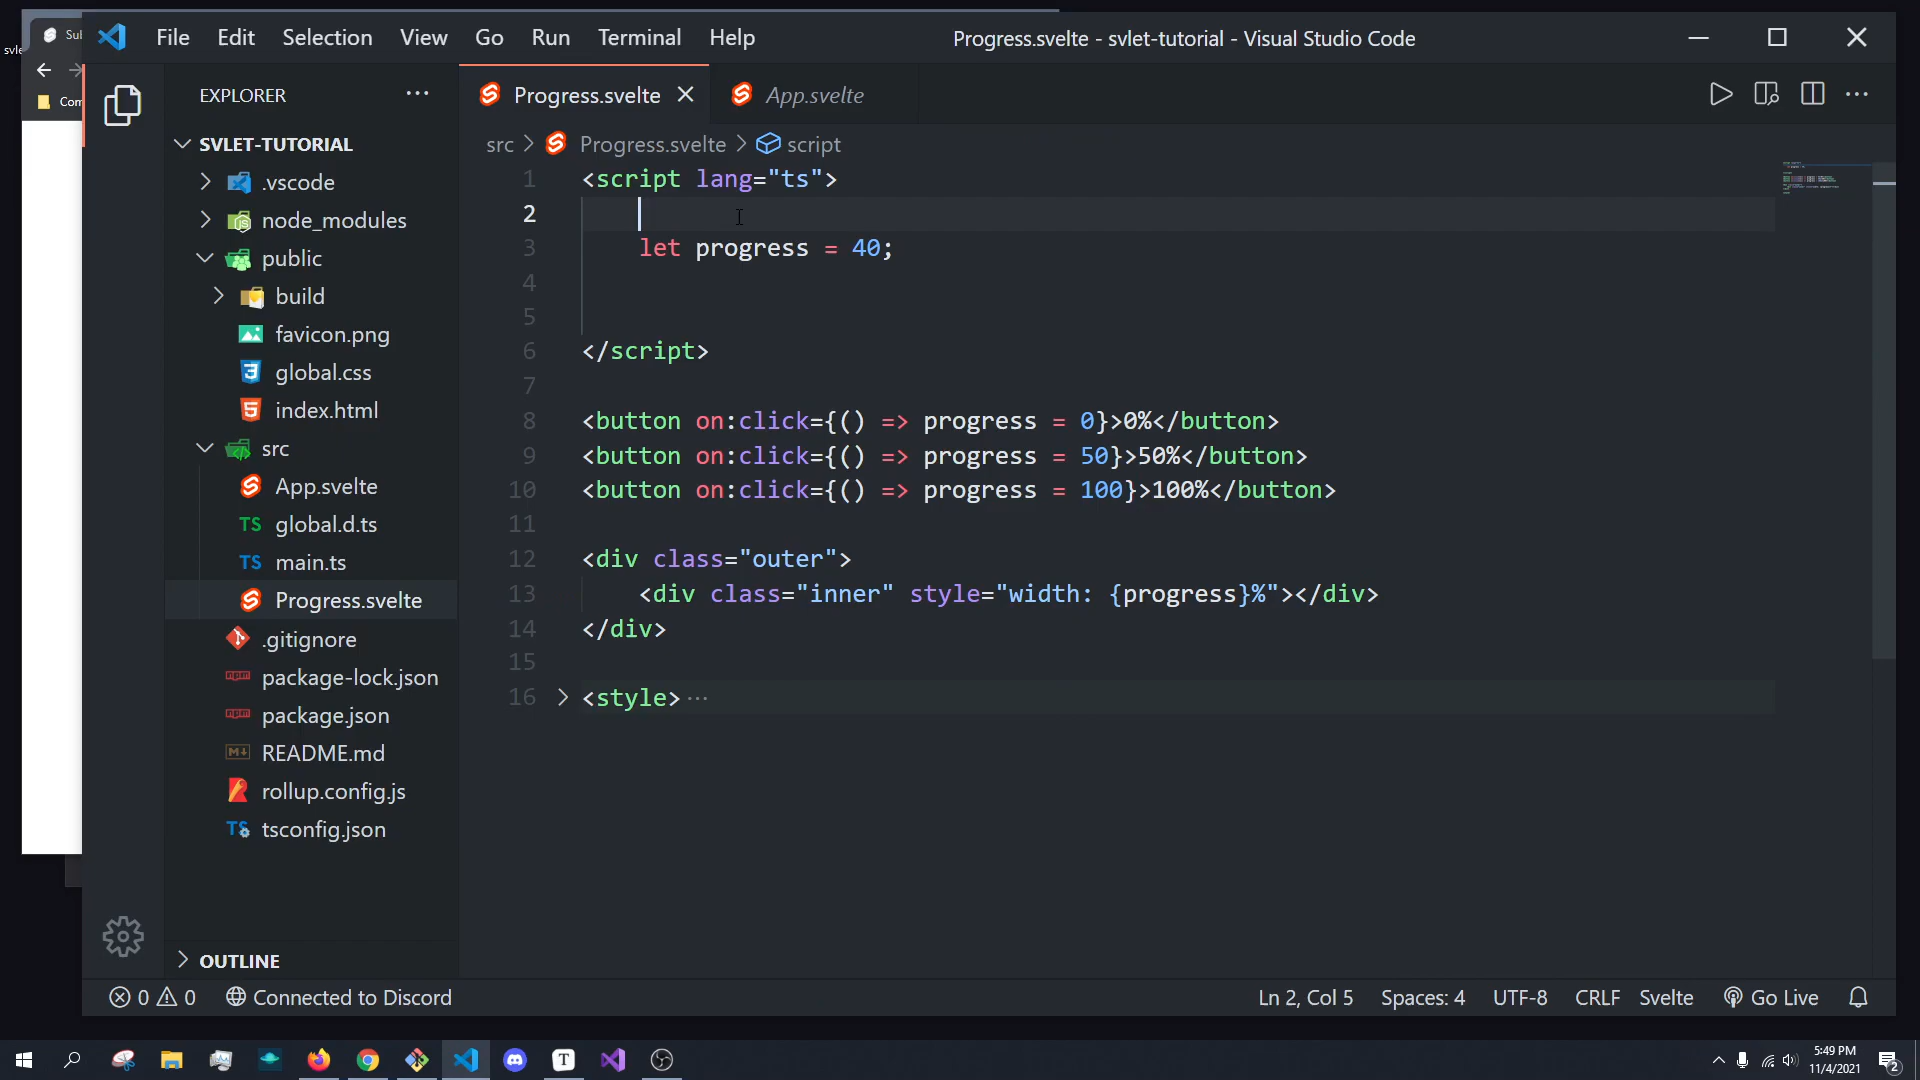 svle
Sul
Com
File Edit Selection View Go Run Terminal Help
Progress.svelte - svlet-tutorial - Visual Studio Code
EXPLORER
SVLET-TUTORIAL
.vscode
node_modules
public
build
favicon.png
global.css
index.html
src
App.svelte
TS global.d.ts
TS main.ts
Progress.svelte
.gitignore
package-lock.json
package.json
README.md
rollup.config.js
TS tsconfig.json
OUTLINE
Progress.svelte App.svelte
src > Progress.svelte > script
1 <script lang="ts">
2
3 let progress = 40;
4
5
6 </script>
7
8 <button on:click={() => progress = 0}>0%</button>
9 <button on:click={() => progress = 50}>50%</button>
10 <button on:click={() => progress = 100}>100%</button>
11
12 <div class="outer">
13 <div class="inner" style="width: {progress}%"></div>
14 </div>
15
16 <style> ···
0 0 Connected to Discord
Ln 2, Col 5 Spaces: 4 UTF-8 CRLF Svelte Go Live
5:49 PM
11/4/2021
2